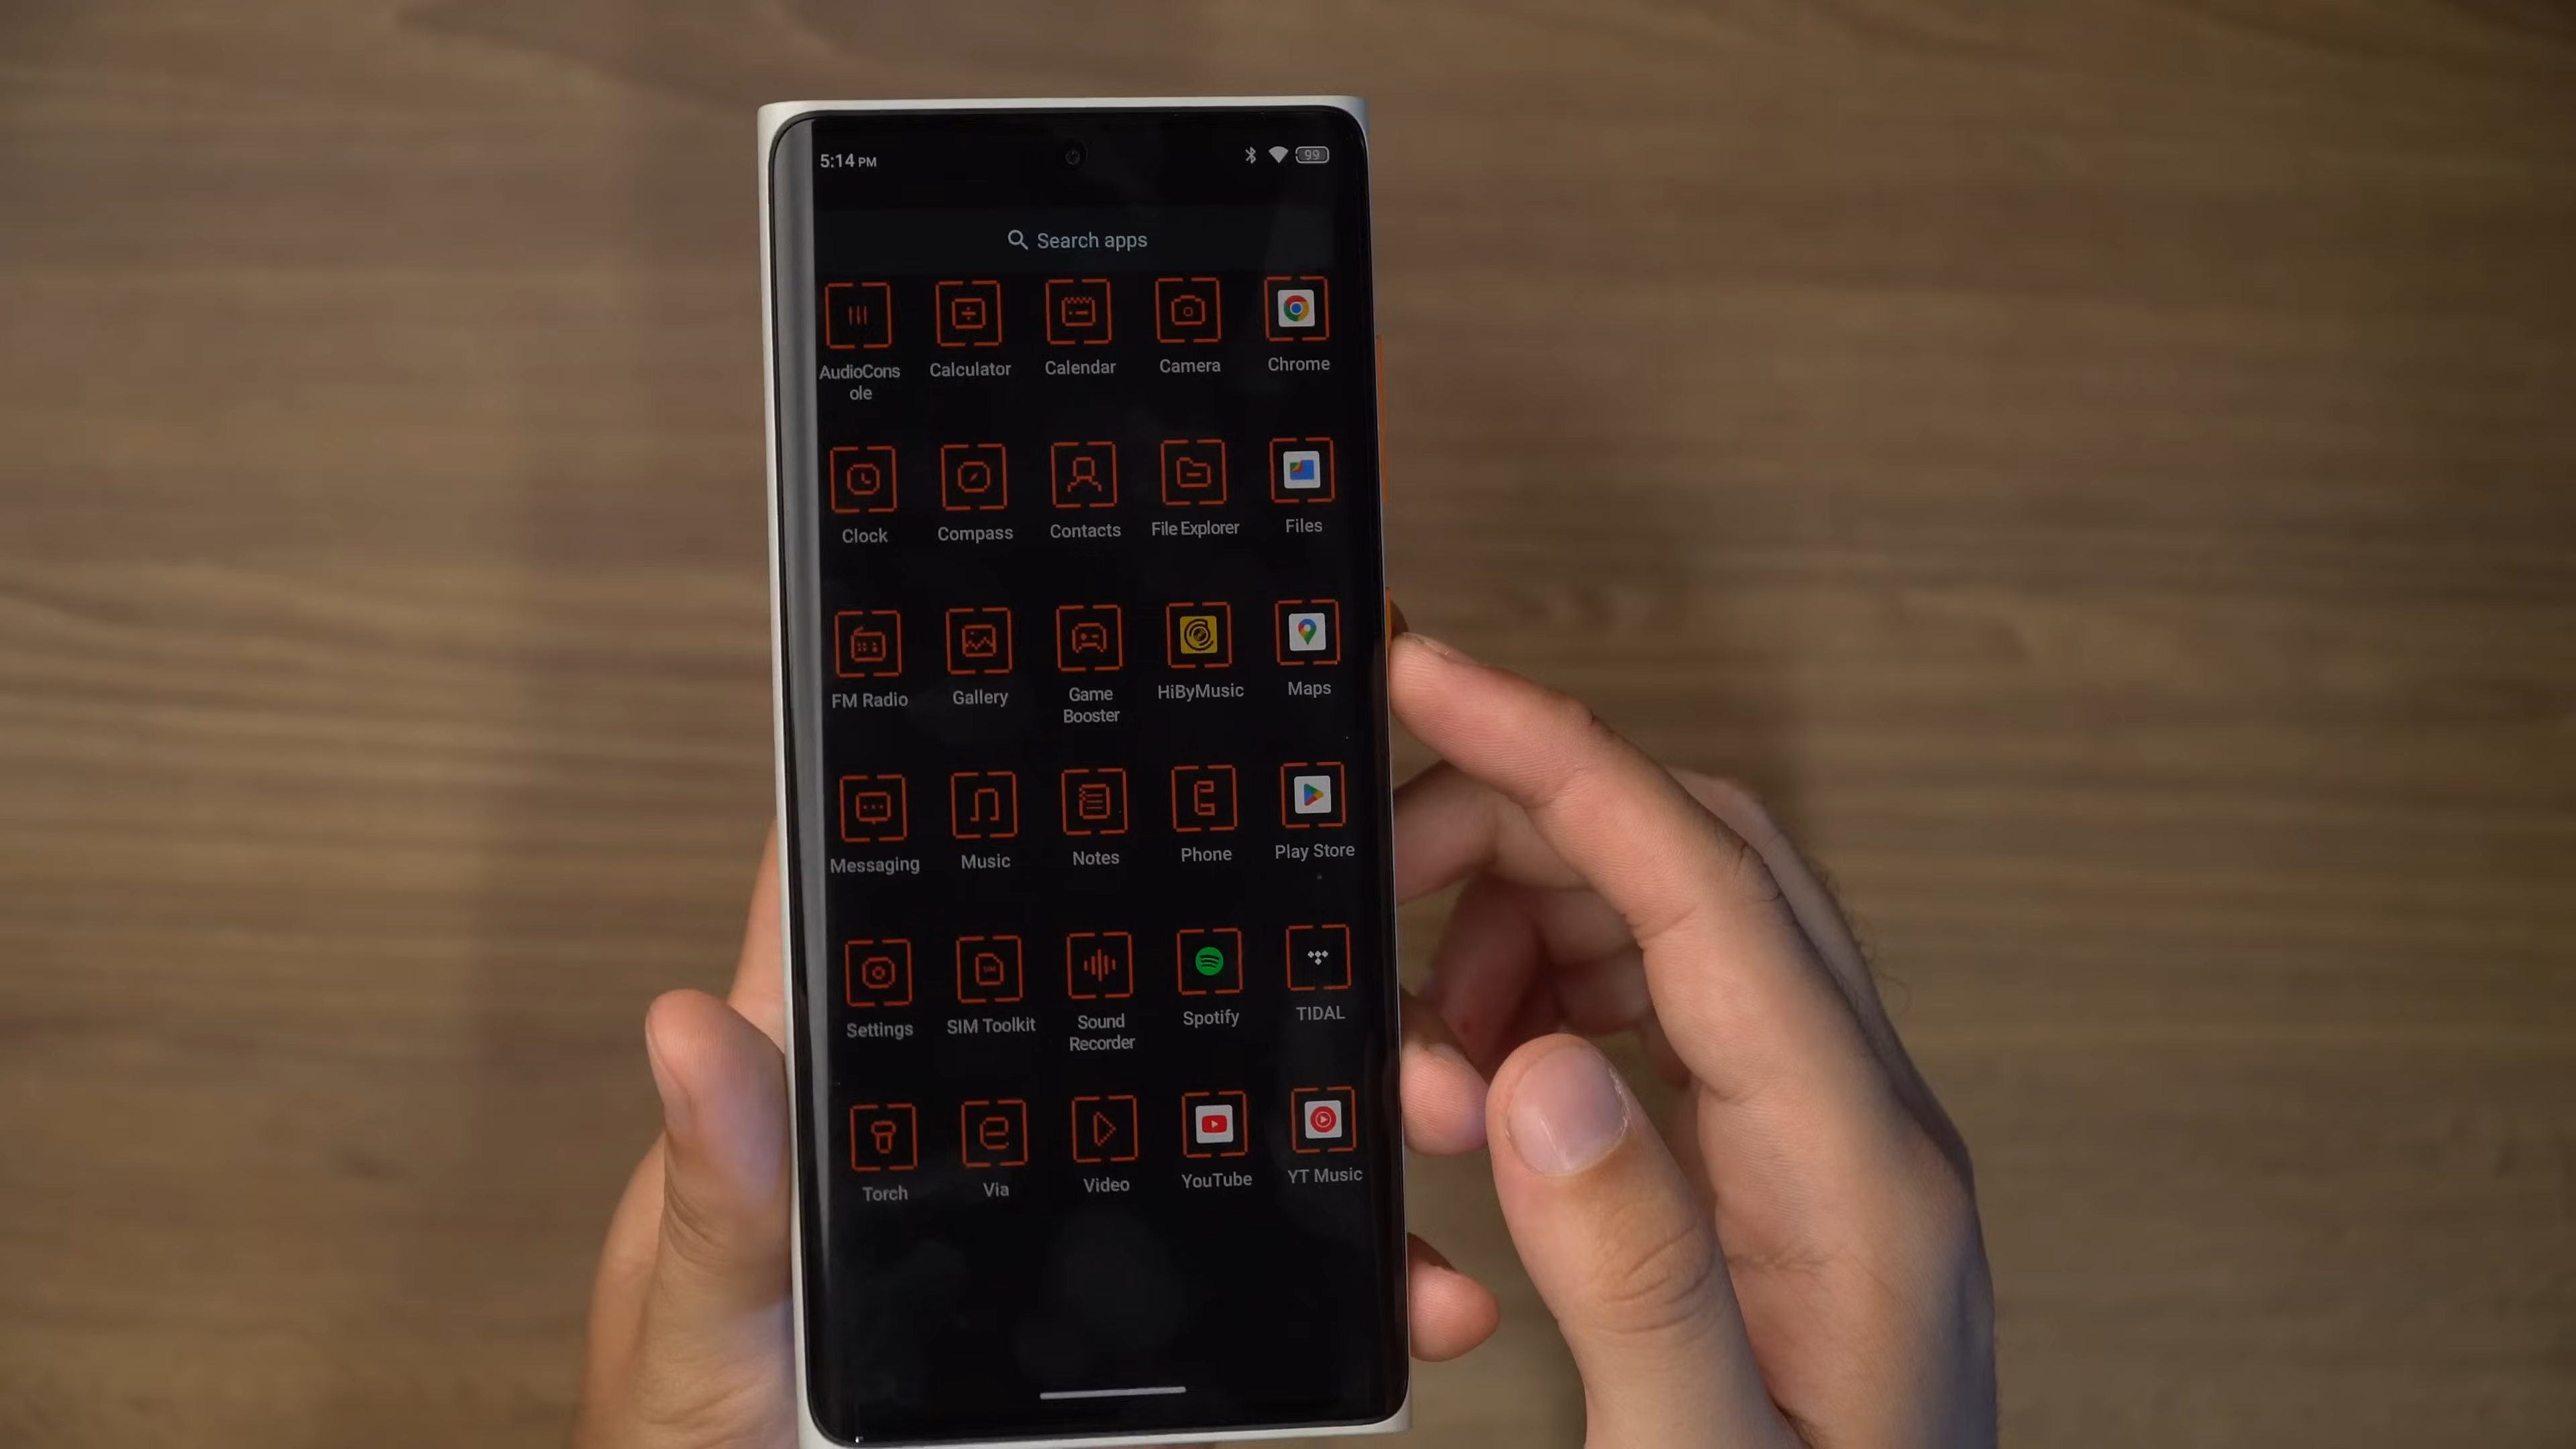 5:14 PM
99
Search apps
AudioCons
ole
Calculator
Calendar
Camera
Chrome
Clock
Compass
Contacts
File Explorer
Files
FM Radio
Gallery
Game
Booster
HiByMusic
Maps
Messaging
Music
Notes
Phone
Play Store
Settings
SIM
SIM Toolkit
Sound
Recorder
Spotify
TIDAL
Torch
Via
Video
YouTube
YT Music